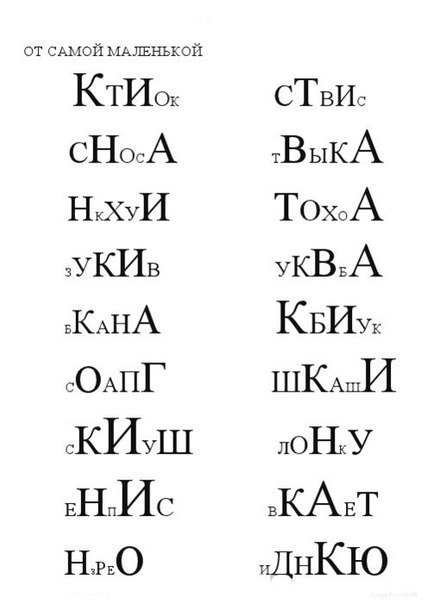 ОТ САМОЙ МАЛЕНЬКОЙ
КТИОК СТВИС
СНОСА ТВЫКА
НКХУИ ТОХОА
ЗУКИВ УКВБА
БКАНА КБИУК
СОАПГ ШКАШИ
СКИУШ ЛОНКУ
ЕНПИС ВКАЕТ
НЗРЕО ИДНКЮ